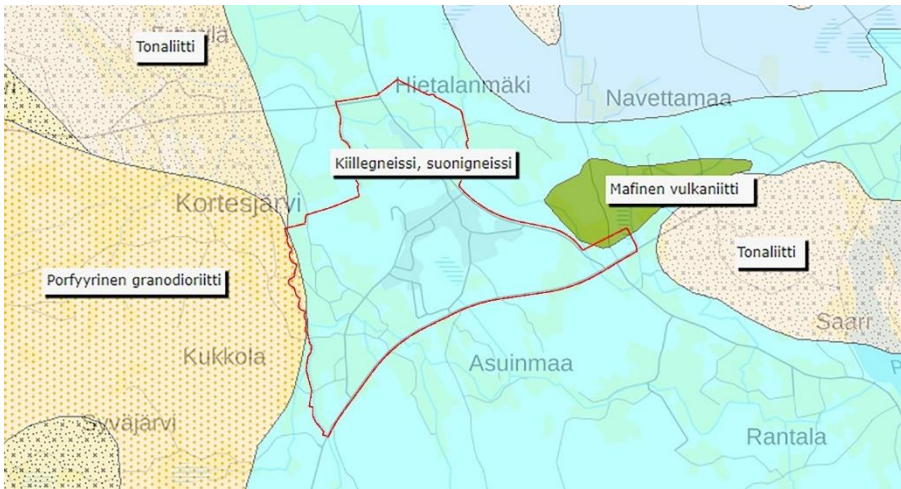 Tonaliitti
Hietalanmäki
Navettamaa
Kiillegneissi, suonigneissi
Mafinen vulkaniitti
Kortesjärvi
Tonaliitti
Porfyyrinen granodioriitti
Saari
Kukkola
Asuinmaa
Syväjärvi
Rantala